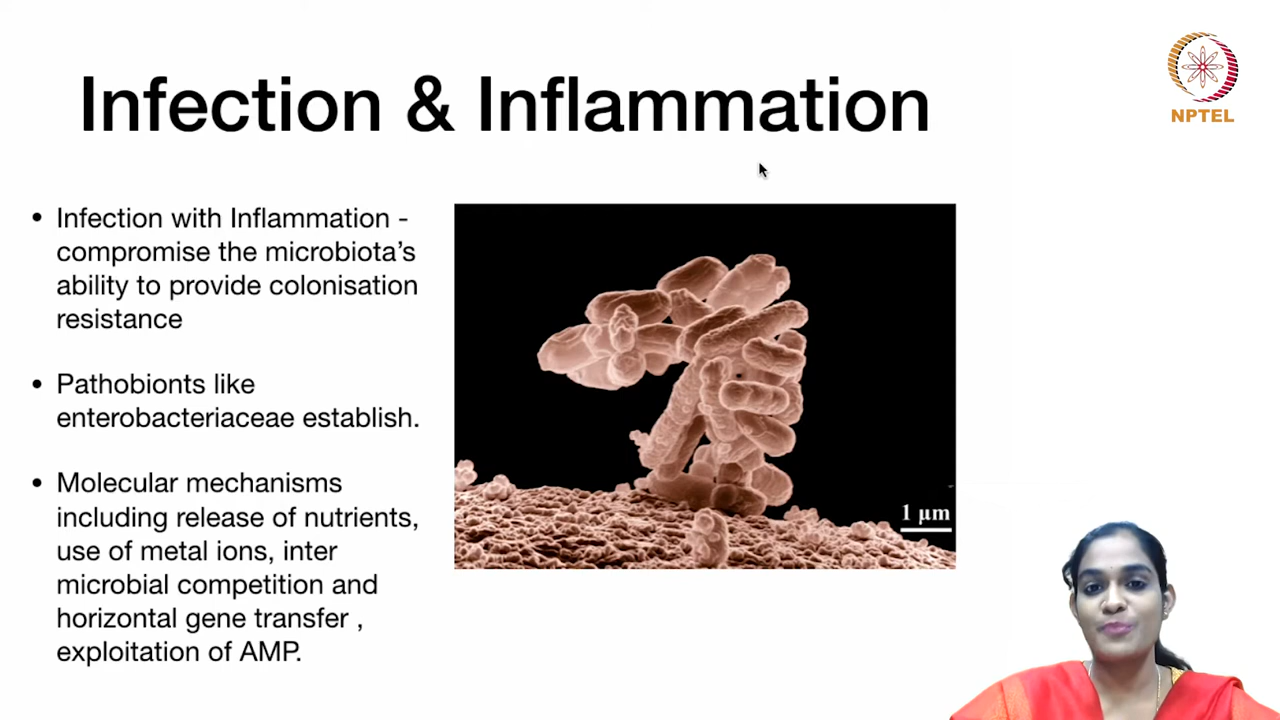 Infection & Inflammation
NPTEL
• Infection with Inflammation -
compromise the microbiota’s
ability to provide colonisation
resistance
• Pathobionts like
enterobacteriaceae establish.
• Molecular mechanisms
including release of nutrients,
use of metal ions, inter
microbial competition and
horizontal gene transfer ,
exploitation of AMP.
1 μm